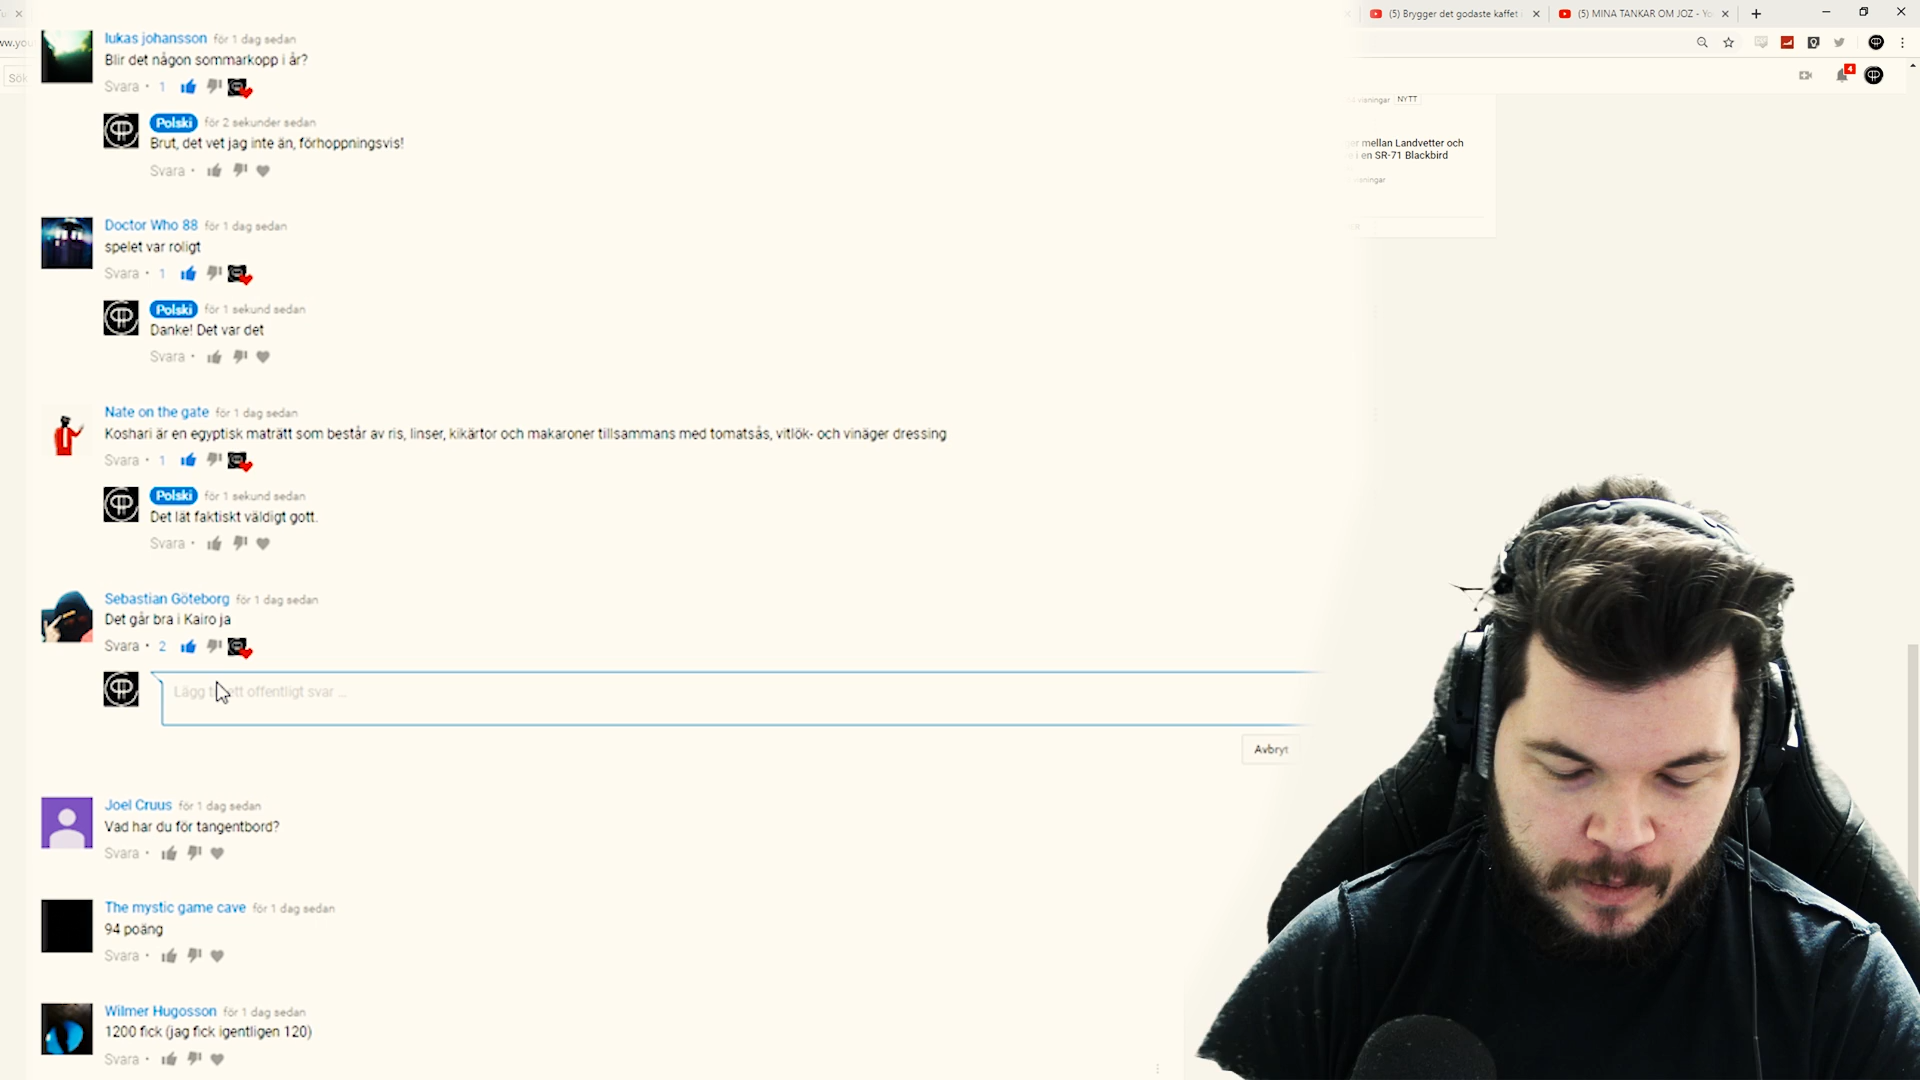 (5) Brygger det godaste kaffet
(5) MINA TANKAR OM JOZ - Yo
Sök
4
lukas johansson för 1 dag sedan
Blir det någon sommarkopp i år?
Svara • 1
Polski för 2 sekunder sedan
Brut, det vet jag inte än, förhoppningsvis!
Svara •
Doctor Who 88 för 1 dag sedan
spelet var roligt
Svara • 1
Polski för 1 sekund sedan
Danke! Det var det
Svara •
Nate on the gate för 1 dag sedan
Koshari är en egyptisk maträtt som består av ris, linser, kikärtor och makaroner tillsammans med tomatsås, vitlök- och vinäger dressing
Svara • 1
Polski för 1 sekund sedan
Det lät faktiskt väldigt gott.
Svara •
Sebastian Göteborg för 1 dag sedan
Det går bra i Kairo ja
Svara • 2
Lägg ett offentligt svar ...
Avbryt
Joel Cruus för 1 dag sedan
Vad har du för tangentbord?
Svara •
The mystic game cave för 1 dag sedan
94 poäng
Svara •
Wilmer Hugosson för 1 dag sedan
1200 fick (jag fick igentligen 120)
Svara •
visningar NYTT
mellan Landvetter och
i en SR-71 Blackbird
visningar